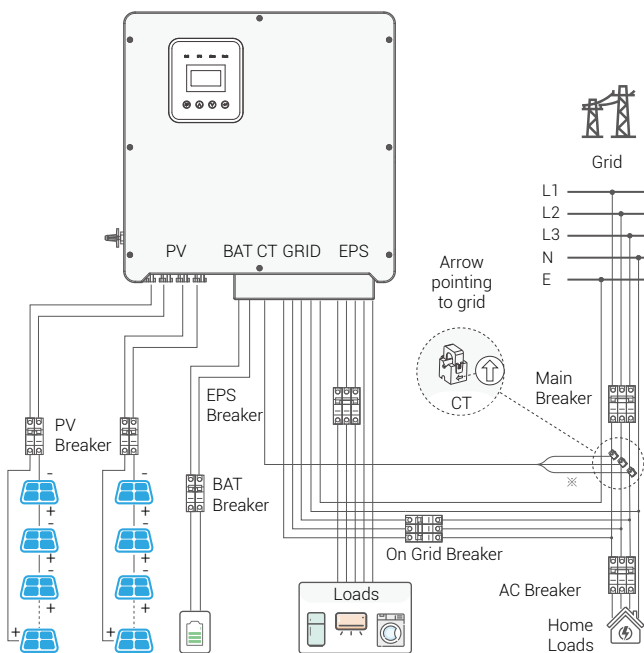 PV
BAT CT GRID
EPS
Grid
L1
L2
L3
N
E
Arrow
pointing
to grid
CT
Main
Breaker
EPS
Breaker
PV
Breaker
BAT
Breaker
-
+
-
+
-
+
+
-
+
-
+
-
+
+
※
On Grid Breaker
AC Breaker
Loads
Home
Loads